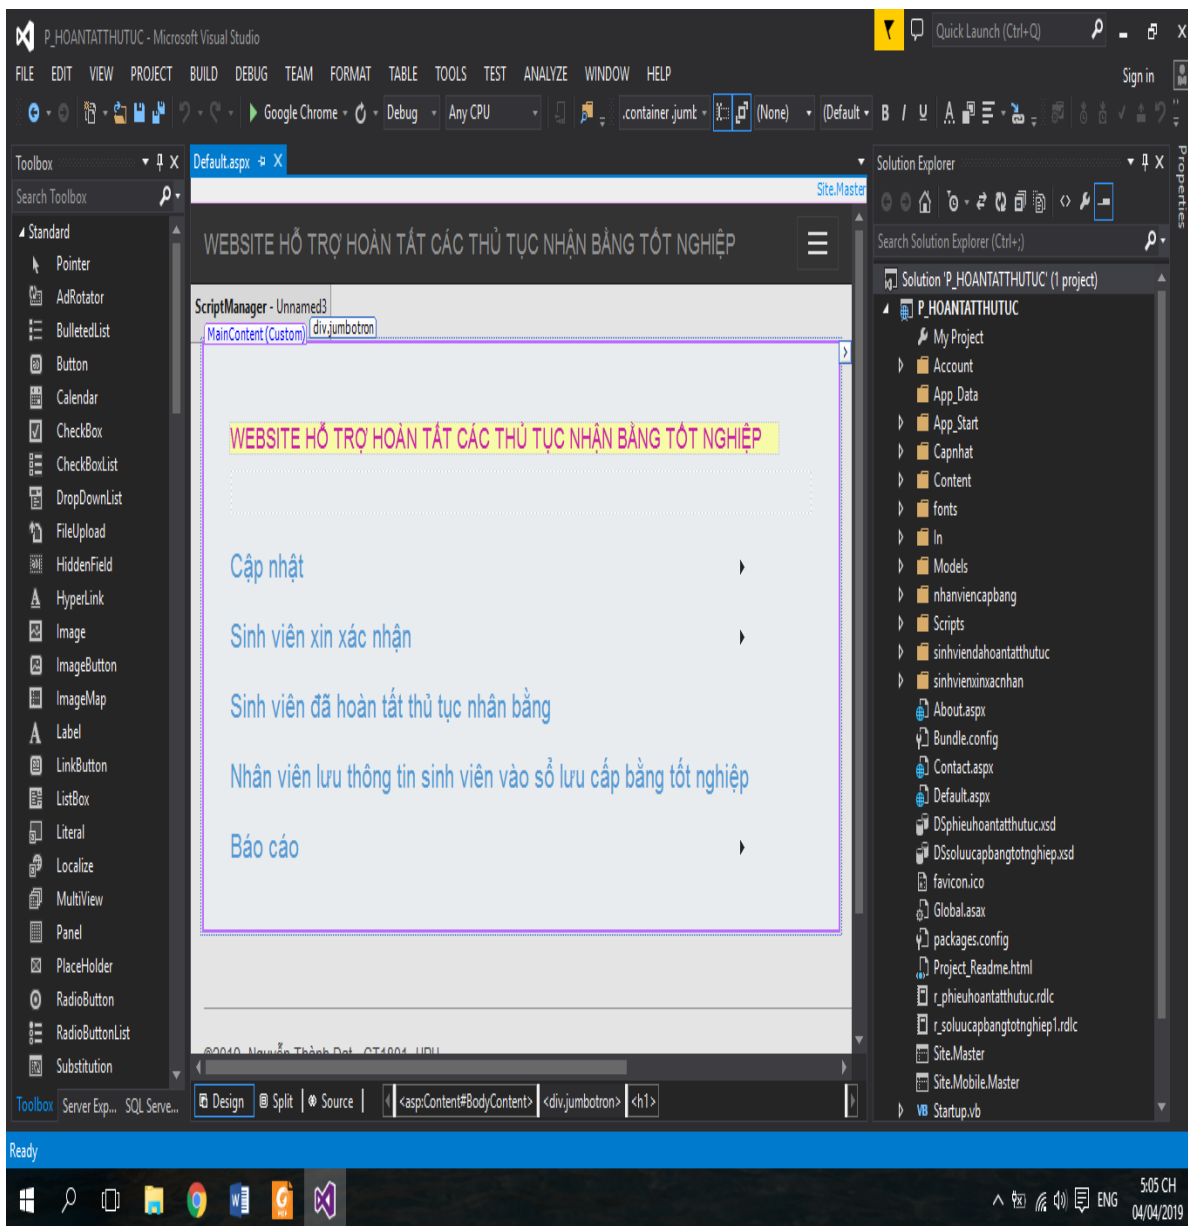 P_HOANTATTHUTUC - Microsoft Visual Studio
Quick Launch (Ctrl+Q)
FILE EDIT VIEW PROJECT BUILD DEBUG TEAM FORMAT TABLE TOOLS TEST ANALYZE WINDOW HELP
Sign in
Google Chrome Debug Any CPU .container .jumb (None) (Default B I U A
Toolbox
Search Toolbox
Standard
Pointer
AdRotator
BulletedList
Button
Calendar
CheckBox
CheckBoxList
DropDownList
FileUpload
HiddenField
HyperLink
Image
ImageButton
ImageMap
Label
LinkButton
ListBox
Literal
Localize
MultiView
Panel
PlaceHolder
RadioButton
RadioButtonList
Substitution
Toolbox Server Exp... SQL Serve...
Default.aspx
Site.Master
WEBSITE HỖ TRỢ HOÀN TẤT CÁC THỦ TỤC NHẬN BẰNG TỐT NGHIỆP
ScriptManager - Unnamed3
MainContent (Custom) div.jumbotron
WEBSITE HỖ TRỢ HOÀN TẤT CÁC THỦ TỤC NHẬN BẰNG TỐT NGHIỆP
Cập nhật
Sinh viên xin xác nhận
Sinh viên đã hoàn tất thủ tục nhân bằng
Nhân viên lưu thông tin sinh viên vào sổ lưu cấp bằng tốt nghiệp
Báo cáo
©2019 Nguyễn Thành Đạt - CT1801
Design Split Source <asp:Content#BodyContent> <div.jumbotron> <h1>
Solution Explorer
Search Solution Explorer (Ctrl+;)
Solution 'P_HOANTATTHUTUC' (1 project)
P_HOANTATTHUTUC
My Project
Account
App_Data
App_Start
Capnhat
Content
fonts
In
Models
nhanviencapbang
Scripts
sinhviendahoantatthutuc
sinhvienxinxacnhan
About.aspx
Bundle.config
Contact.aspx
Default.aspx
DSphieuhoantatthutuc.xsd
DSsoluucapbangtotnghiep.xsd
favicon.ico
Global.asax
packages.config
Project_Readme.html
r_phieuhoantatthutuc.rdlc
r_soluucapbangtotnghiep1.rdlc
Site.Master
Site.Mobile.Master
VB Startup.vb
Properties
Ready
ENG
5:05 CH
04/04/2019